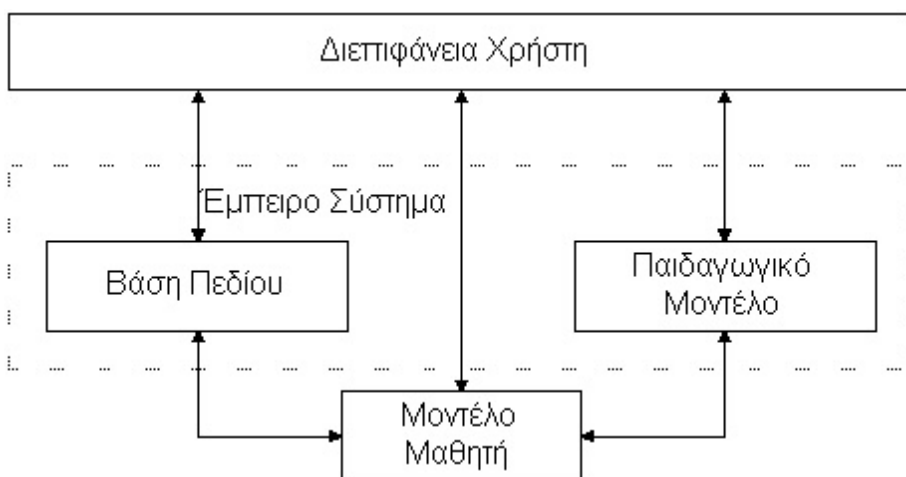 Διεπιφάνεια Χρήστη
Έμπειρο Σύστημα
Βάση Πεδίου
Παιδαγωγικό
Μοντέλο
Μοντέλο
Μαθητή